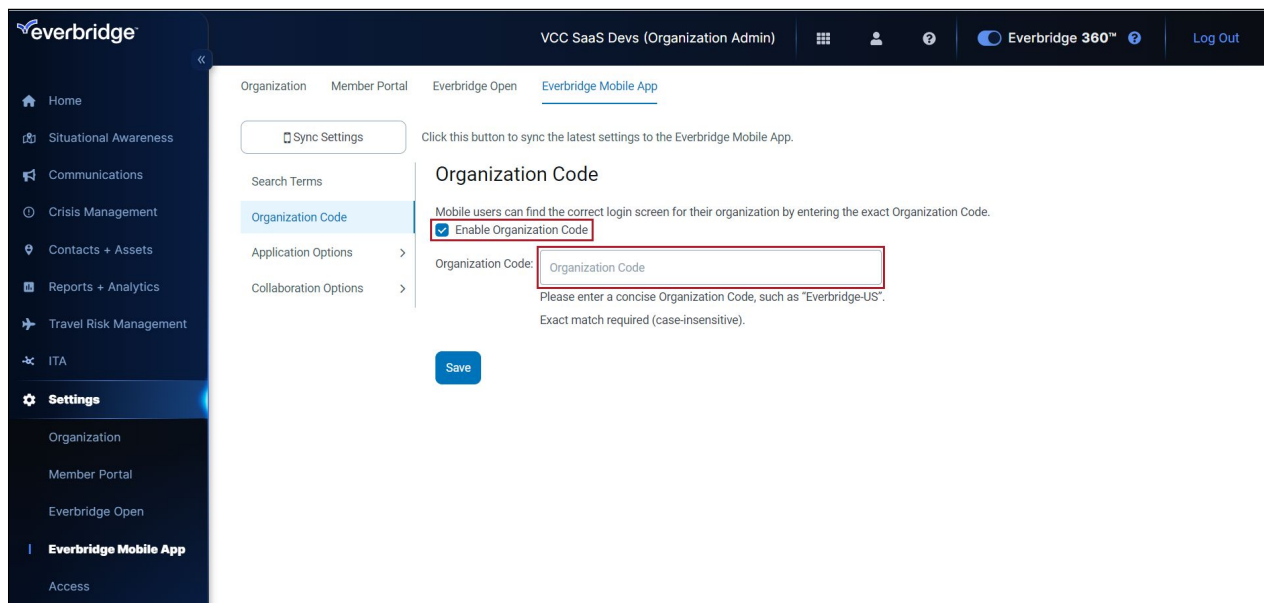 everbridge
VCC SaaS Devs (Organization Admin)
Everbridge 360™
Log Out
Home
Situational Awareness
Communications
Crisis Management
Contacts + Assets
Reports + Analytics
Travel Risk Management
ITA
Settings
Organization
Member Portal
Everbridge Open
Everbridge Mobile App
Access
Organization Member Portal Everbridge Open Everbridge Mobile App
Sync Settings
Click this button to sync the latest settings to the Everbridge Mobile App.
Search Terms
Organization Code
Application Options
Collaboration Options
Organization Code
Mobile users can find the correct login screen for their organization by entering the exact Organization Code.
Enable Organization Code
Organization Code: Organization Code
Please enter a concise Organization Code, such as “Everbridge-US”.
Exact match required (case-insensitive).
Save